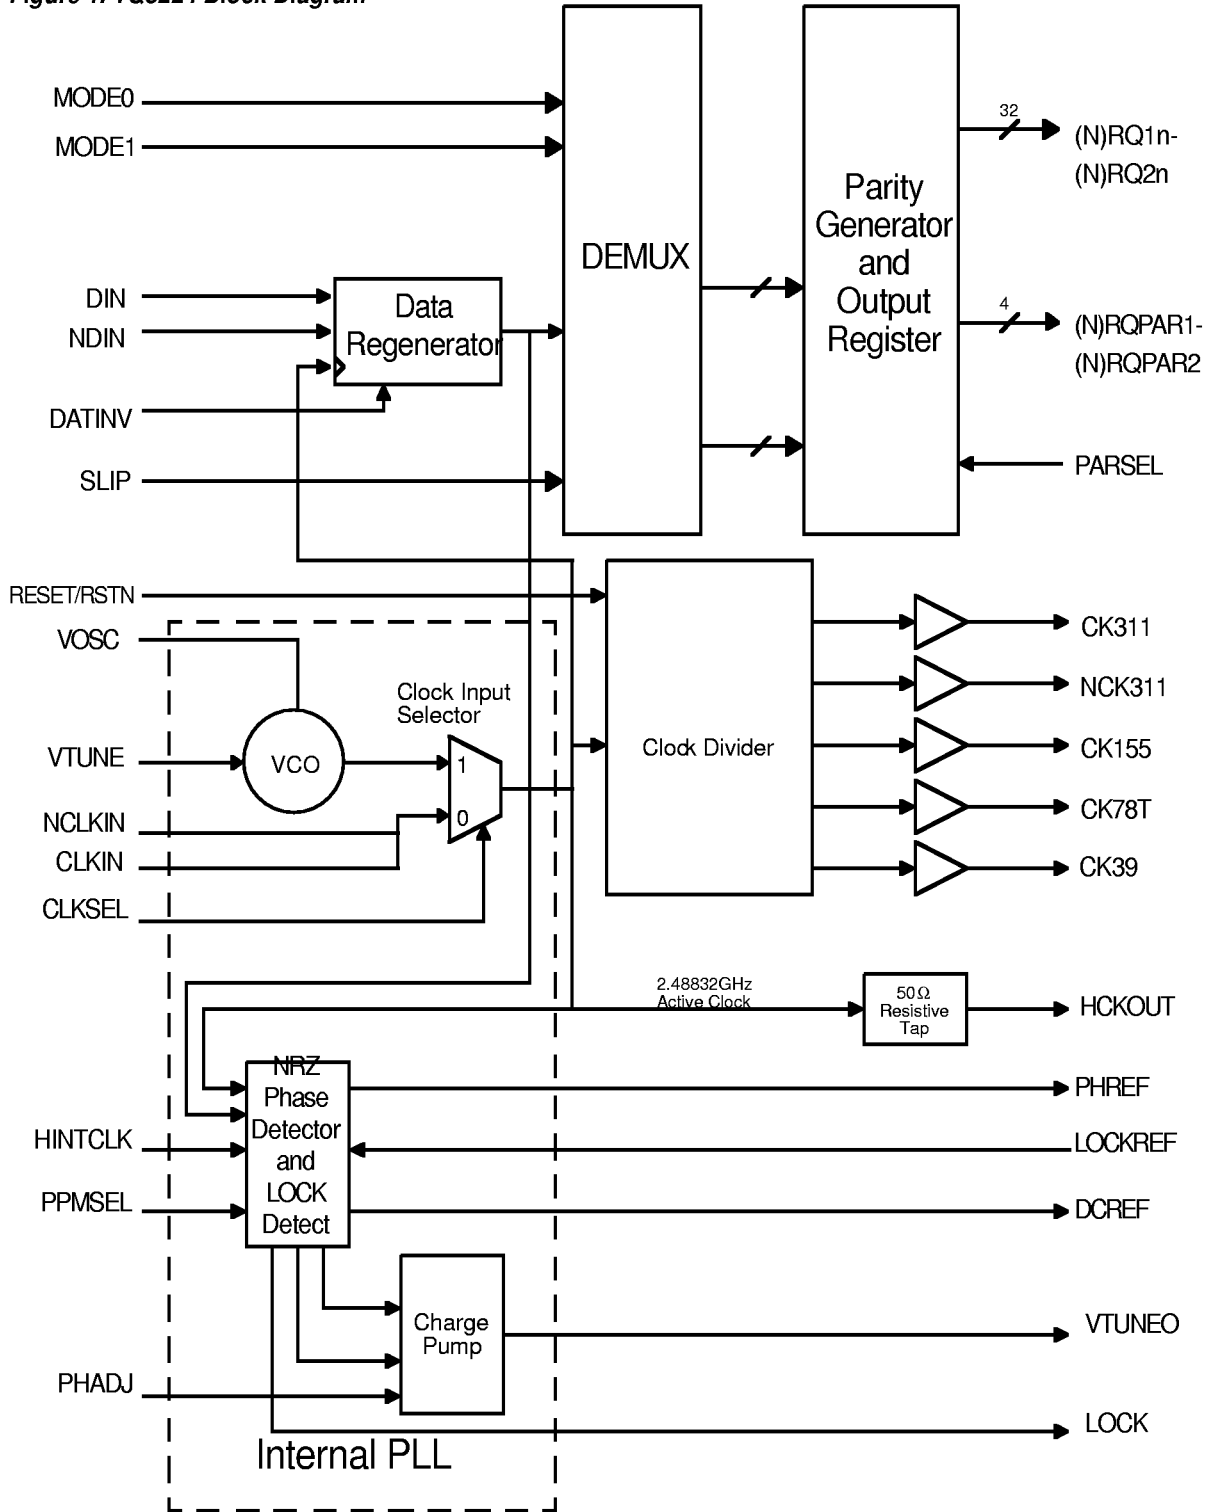 MODE0
MODE1
DEMUX
Parity
Generator
and
Output
Register
32
(N)RQ1n-
(N)RQ2n
4
(N)RQPAR1-
(N)RQPAR2
PARSEL
DIN
NDIN
Data
Regenerator
DATINV
SLIP
RESET/RSTN
VOSC
Clock Input
Selector
VTUNE
VCO
1
0
NCLKIN
CLKIN
CLKSEL
Clock Divider
CK311
NCK311
CK155
CK78T
CK39
2.48832GHz
Active Clock
50Ω
Resistive
Tap
HCKOUT
NRZ
Phase
Detector
and
LOCK
Detect
PHREF
HINTCLK
LOCKREF
PPMSEL
DCREF
Charge
Pump
VTUNEO
PHADJ
LOCK
Internal PLL